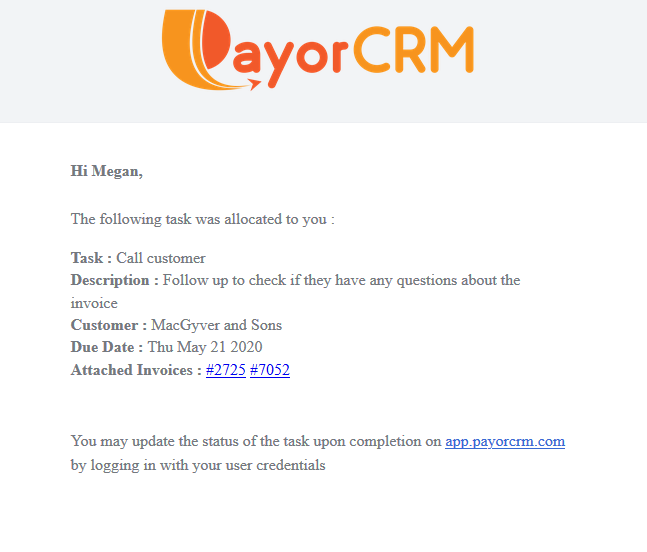 PayorCRM
Hi Megan,
The following task was allocated to you :
Task : Call customer
Description : Follow up to check if they have any questions about the
invoice
Customer : MacGyver and Sons
Due Date : Thu May 21 2020
Attached Invoices : #2725 #7052
You may update the status of the task upon completion on app.payorcrm.com
by logging in with your user credentials